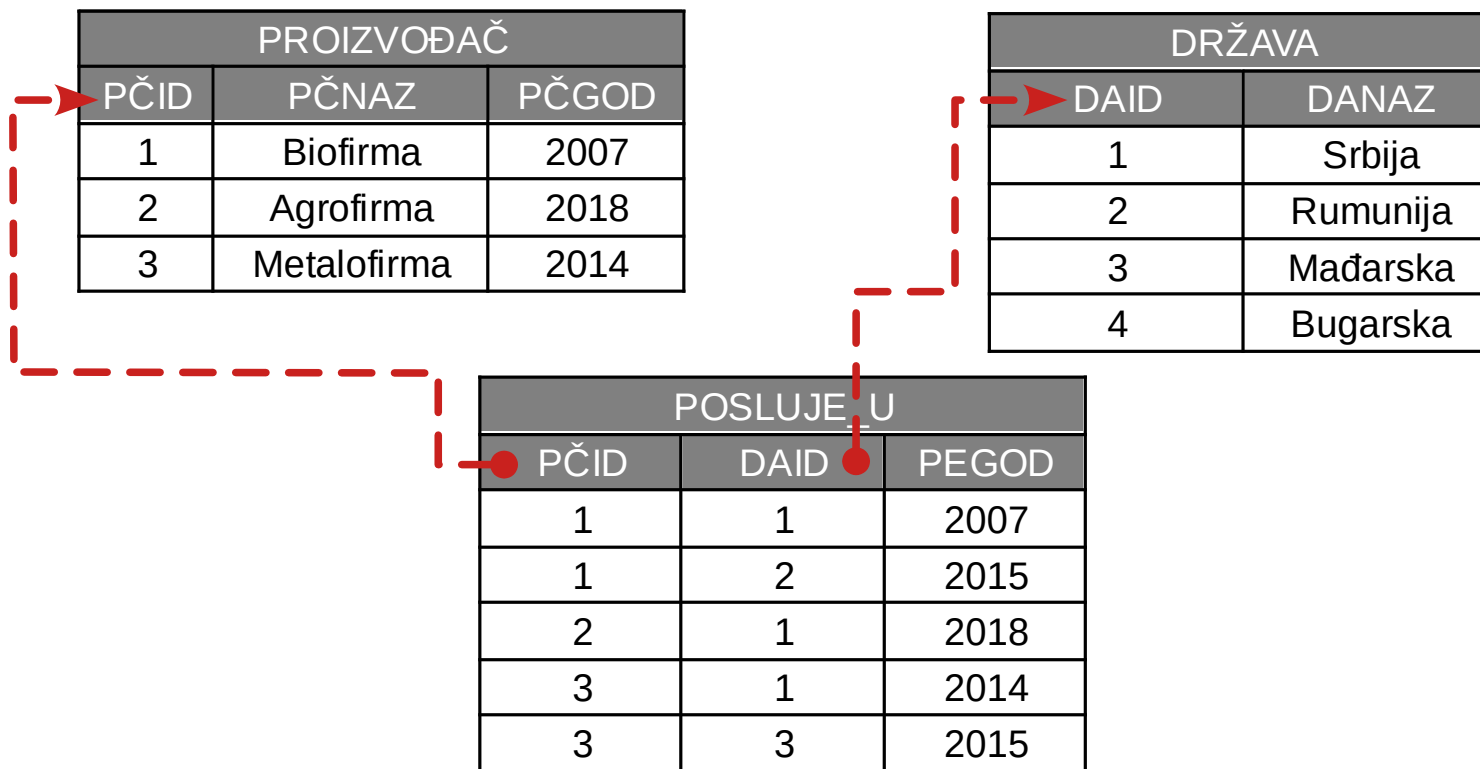 PROIZVOĐAČ
PČID PČNAZ PČGOD
1 Biofirma 2007
2 Agrofirma 2018
3 Metalofirma 2014
DRŽAVA
DAID DANAZ
1 Srbija
2 Rumunija
3 Mađarska
4 Bugarska
POSLUJE_U
PČID DAID PEGOD
1 1 2007
1 2 2015
2 1 2018
3 1 2014
3 3 2015